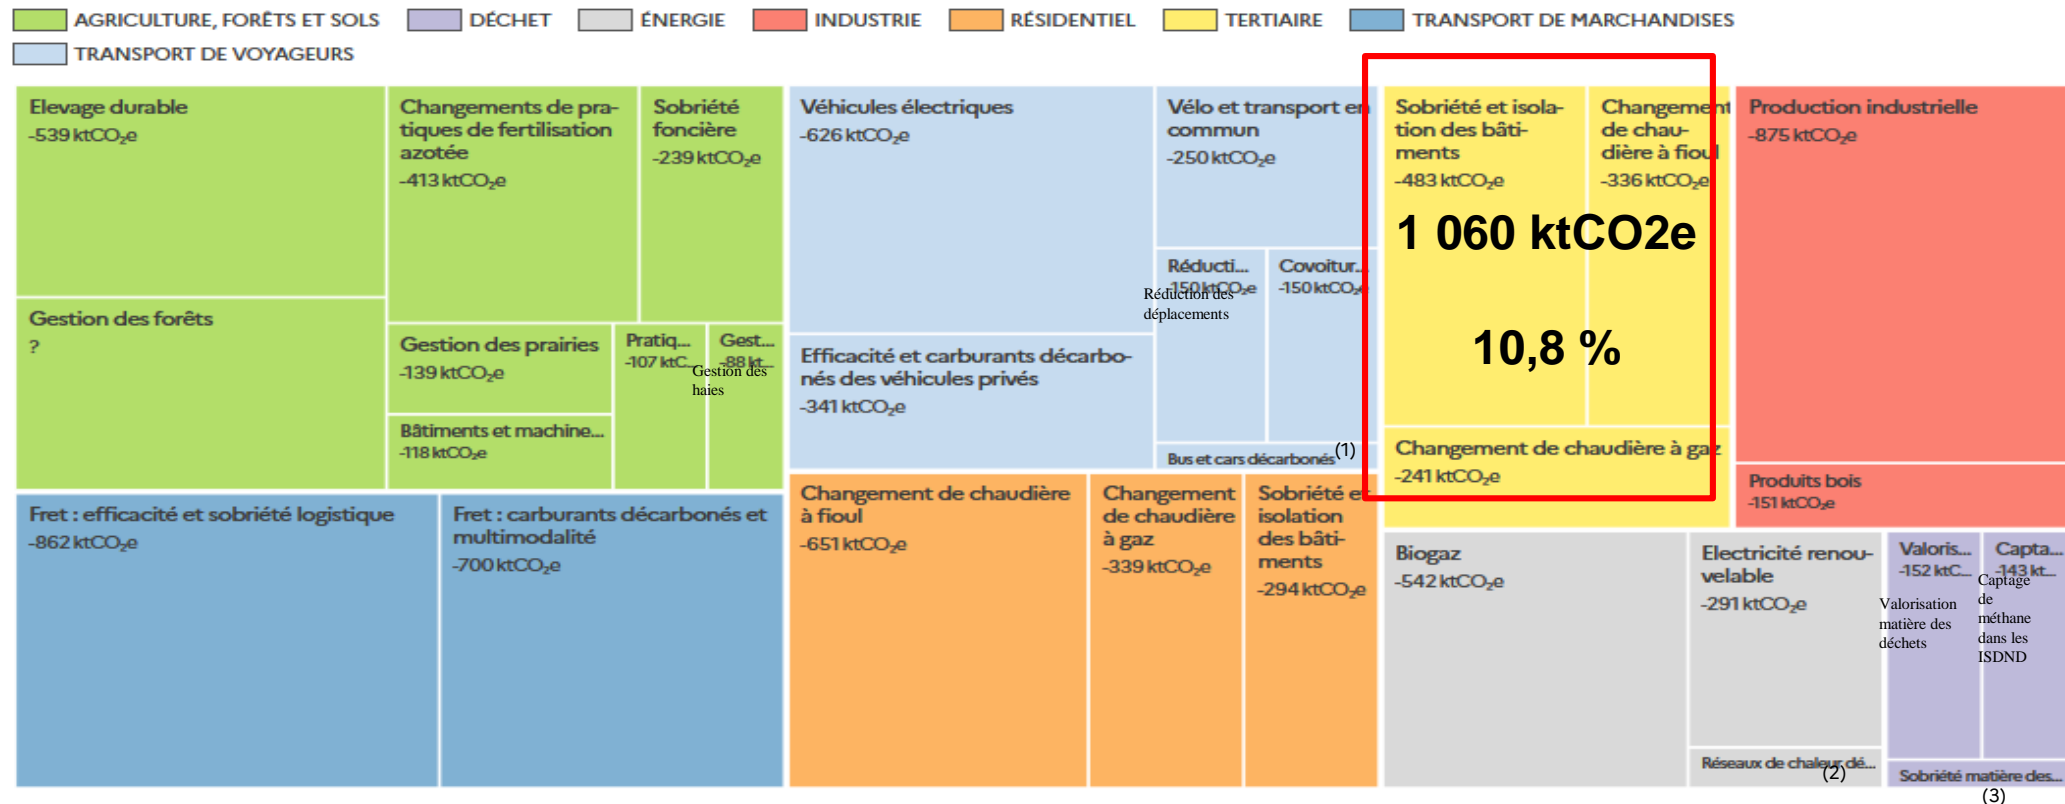 AGRICULTURE, FORÊTS ET SOLS
DÉCHET
ÉNERGIE
INDUSTRIE
RÉSIDENTIEL
TERTIAIRE
TRANSPORT DE MARCHANDISES
TRANSPORT DE VOYAGEURS
Elevage durable
-539 ktCO₂e
Changements de pra-
tiques de fertilisation
azotée
-413 ktCO₂e
Sobriété
foncière
-239 ktCO₂e
Gestion des forêts
?
Gestion des prairies
-139 ktCO₂e
Bâtiments et machine...
-118 ktCO₂e
Pratiq...
-107 ktC...
Gest...
-88 kt...
Gestion des
haies
Véhicules électriques
-626 ktCO₂e
Vélo et transport en
commun
-250 ktCO₂e
Réducti...
-150 ktCO₂e
Réduction des
déplacements
Covoitur...
-150 ktCO₂e
Efficacité et carburants décarbo-
nés des véhicules privés
-341 ktCO₂e
Bus et cars décarbonés
(1)
Sobriété et isola-
tion des bâti-
ments
-483 ktCO₂e
Changement
de chau-
dière à fioul
-336 ktCO₂e
1 060 ktCO2e
10,8 %
Changement de chaudière à gaz
-241 ktCO₂e
Production industrielle
-875 ktCO₂e
Produits bois
-151 ktCO₂e
Fret : efficacité et sobriété logistique
-862 ktCO₂e
Fret : carburants décarbonés et
multimodalité
-700 ktCO₂e
Changement de chaudière
à fioul
-651 ktCO₂e
Changement
de chaudière
à gaz
-339 ktCO₂e
Sobriété et
isolation
des bâti-
ments
-294 ktCO₂e
Biogaz
-542 ktCO₂e
Electricité renou-
velable
-291 ktCO₂e
Réseaux de chaleur dé...
(2)
Valoris...
-152 ktC...
Valorisation
matière des
déchets
Capta...
-143 kt...
Captage
de
méthane
dans les
ISDND
Sobriété matière des...
(3)